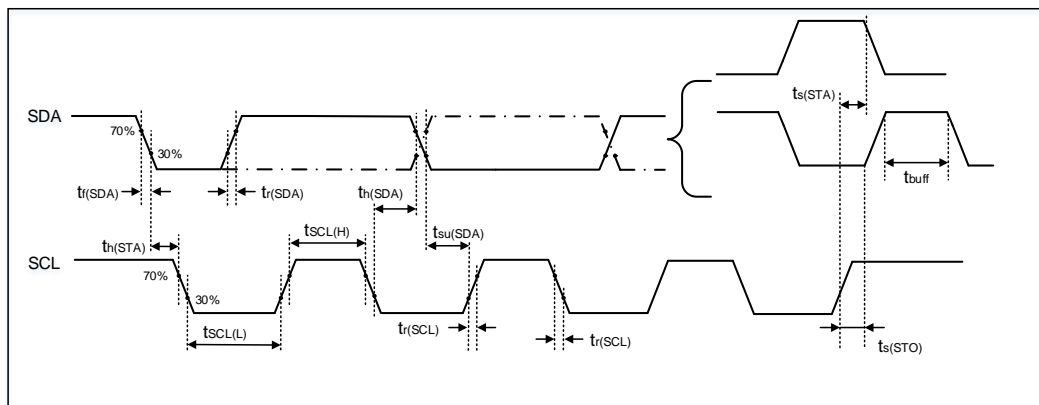 ts(STA)
SDA
70%
30%
tbuff
tf(SDA)
tr(SDA)
th(SDA)
th(STA)
tSCL(H)
tsu(SDA)
SCL
70%
30%
tSCL(L)
tr(SCL)
tr(SCL)
ts(STO)